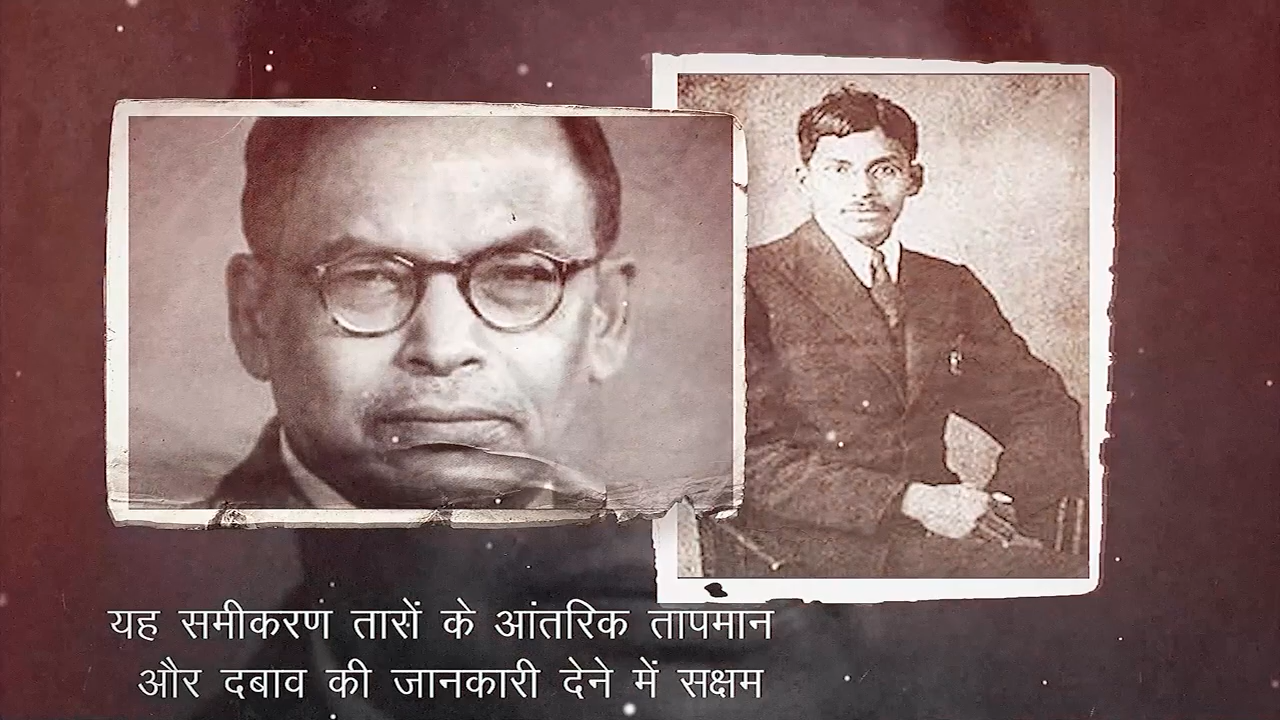 यह समीकरण तासों के आंतरिक तापमान
और दबाव की जानकारी देने में सक्षम